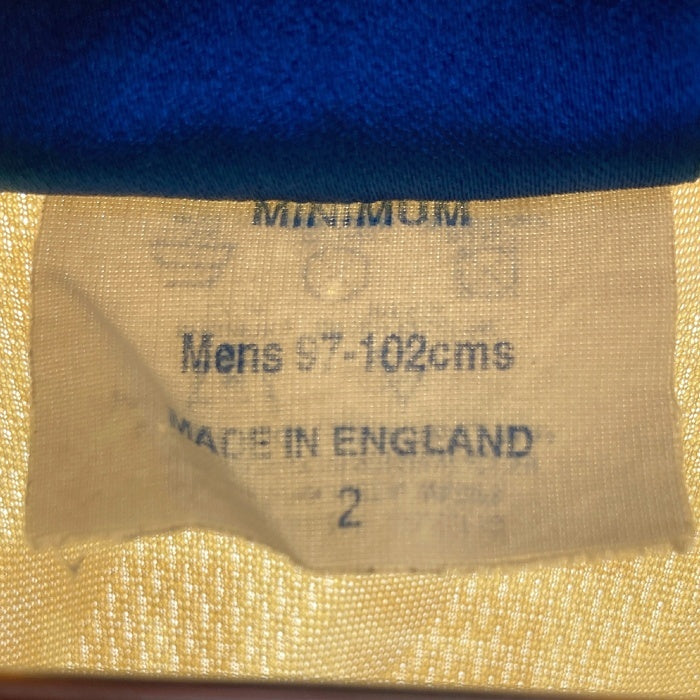 MINIMUM
Mens 97-102cms
MADE IN ENGLAND
2